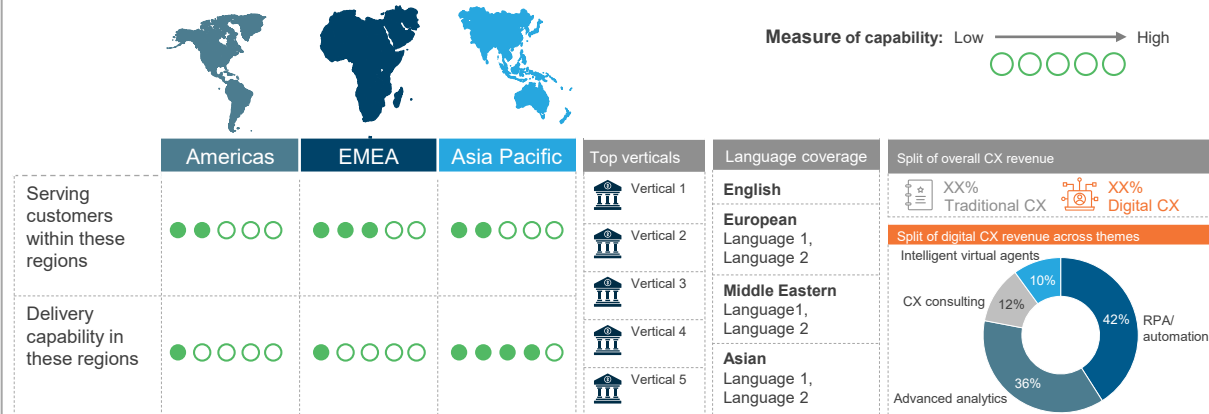 Measure of capability: Low High
Americas
EMEA
Asia Pacific
Top verticals
Language coverage
Split of overall CX revenue
Serving
customers
within these
regions
Delivery
capability in
these regions
Vertical 1
Vertical 2
Vertical 3
Vertical 4
Vertical 5
English
European
Language 1,
Language 2
Middle Eastern
Language1,
Language 2
Asian
Language 1,
Language 2
XX%
Traditional CX
XX%
Digital CX
Split of digital CX revenue across themes
Intelligent virtual agents
10%
CX consulting
12%
42%
RPA/
automation
36%
Advanced analytics